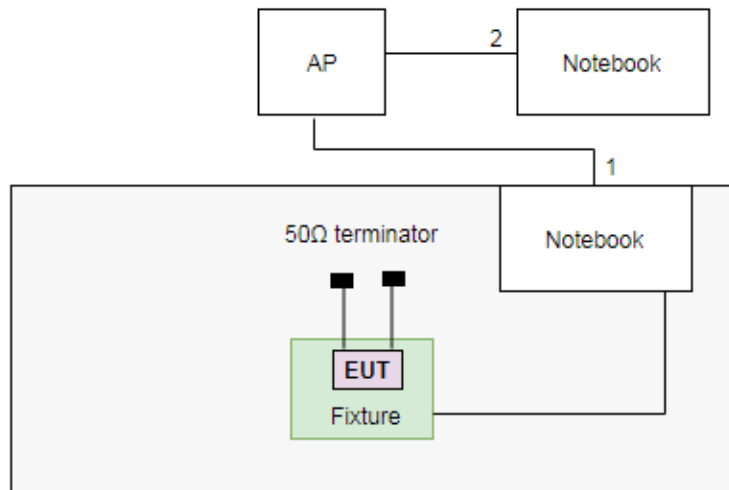 AP
2
Notebook
1
50Ω terminator
Notebook
EUT
Fixture